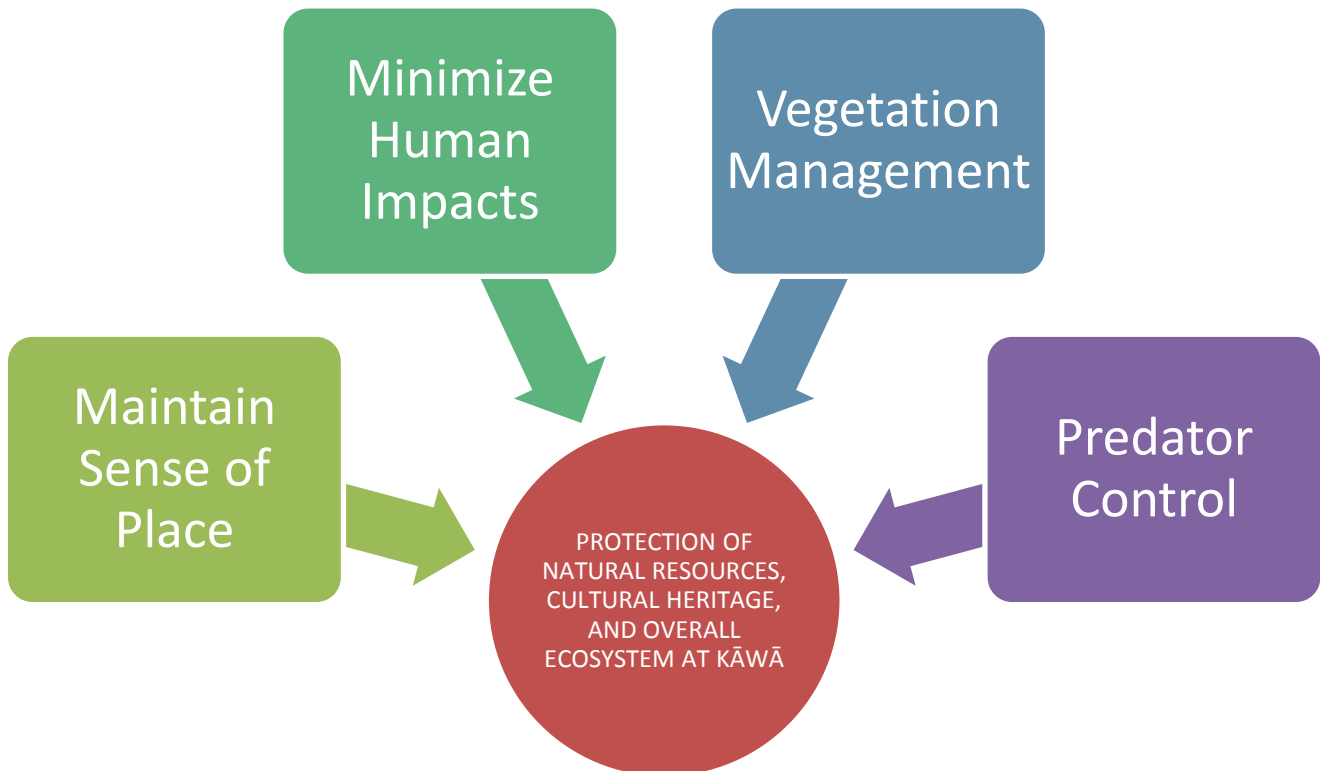 Minimize
Human
Impacts
Vegetation
Management
Maintain
Sense of
Place
Predator
Control
PROTECTION OF
NATURAL RESOURCES,
CULTURAL HERITAGE,
AND OVERALL
ECOSYSTEM AT KĀWĀ